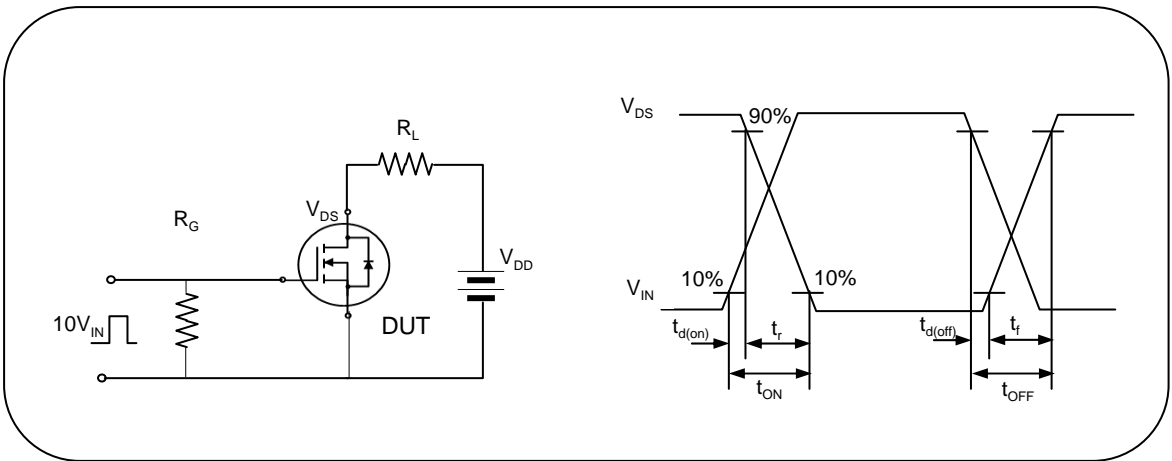 R_L
R_G
V_DS
V_DD
10V_IN
DUT
V_DS
90%
V_IN
10%
10%
t_d(on)
t_r
t_d(off)
t_f
t_ON
t_OFF